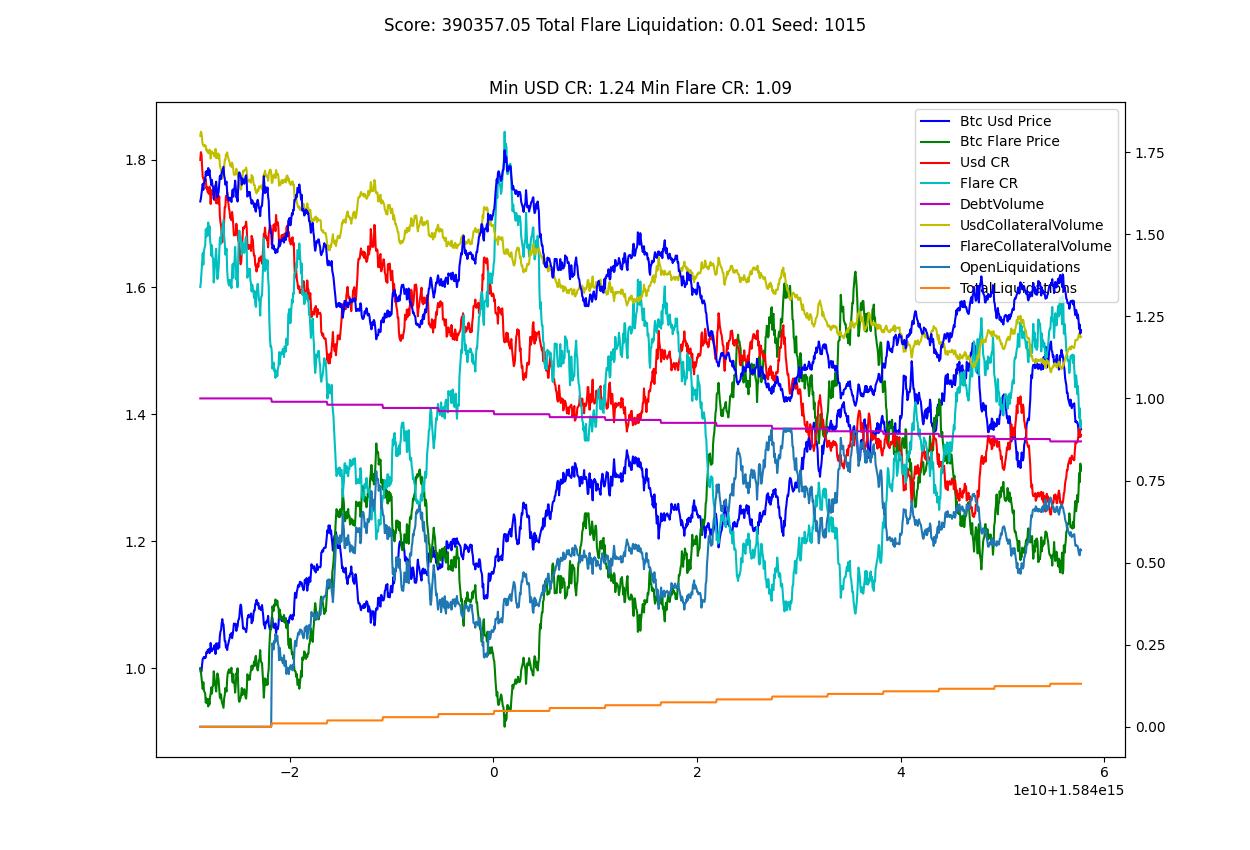 Score: 390357.05 Total Flare Liquidation: 0.01 Seed: 1015
Min USD CR: 1.24 Min Flare CR: 1.09
Btc Usd Price
Btc Flare Price
Usd CR
Flare CR
DebtVolume
UsdCollateralVolume
FlareCollateralVolume
OpenLiquidations
TotalLiquidations
1.8
1.6
1.4
1.2
1.0
1.75
1.50
1.25
1.00
0.75
0.50
0.25
0.00
−2 0 2 4 6
1e10+1.584e15